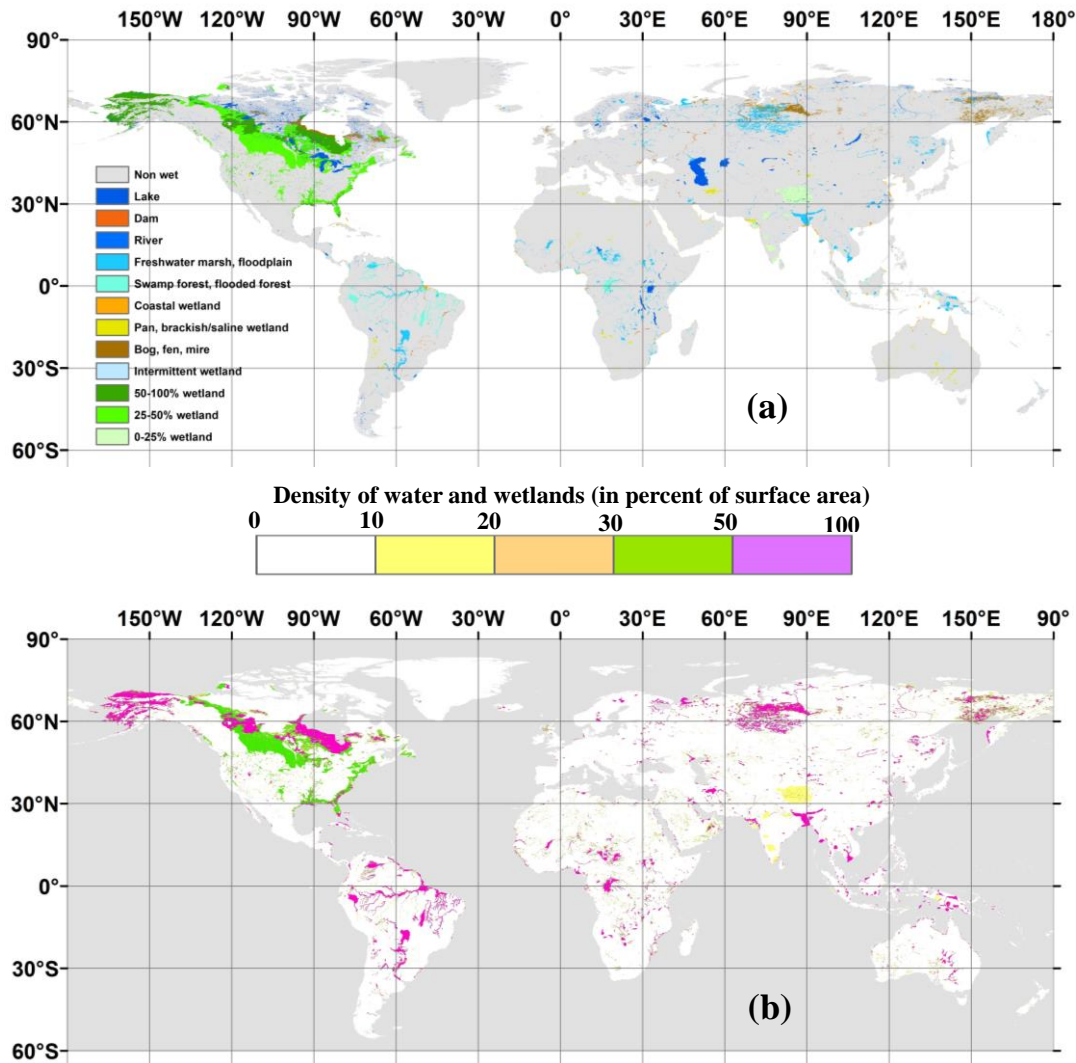 150°W 120°W 90°W 60°W 30°W 0° 30°E 60°E 90°E 120°E 150°E 180°
90°
60°N
30°N
0°
30°S
60°S
Non wet
Lake
Dam
River
Freshwater marsh, floodplain
Swamp forest, flooded forest
Coastal wetland
Pan, brackish/saline wetland
Bog, fen, mire
Intermittent wetland
50-100% wetland
25-50% wetland
0-25% wetland
(a)
Density of water and wetlands (in percent of surface area)
0 10 20 30 50 100
150°W 120°W 90°W 60°W 30°W 0° 30°E 60°E 90°E 120°E 150°E 90°
90°
60°N
30°N
0°
30°S
60°S
(b)